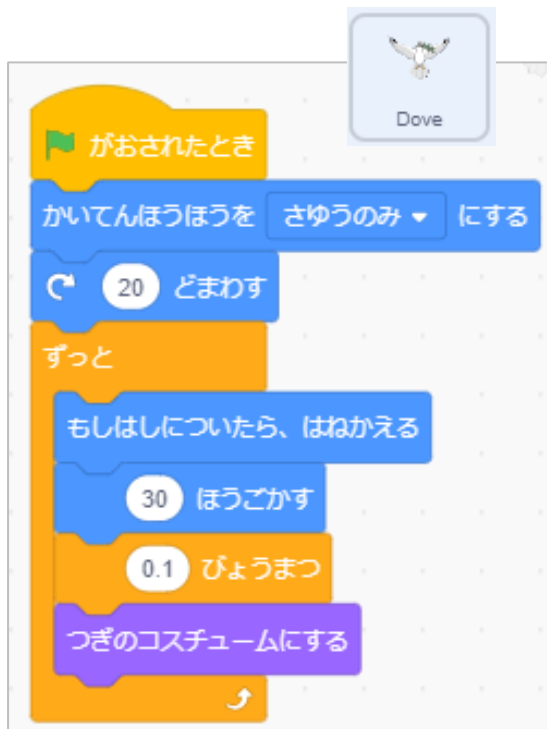 Dove
がおされたとき
かいてんほうほうを さゆうのみ にする
20 どまわす
ずっと
もしはしについたら、はねかえる
30 ほうごかす
0.1 びょうまつ
つぎのコスチュームにする